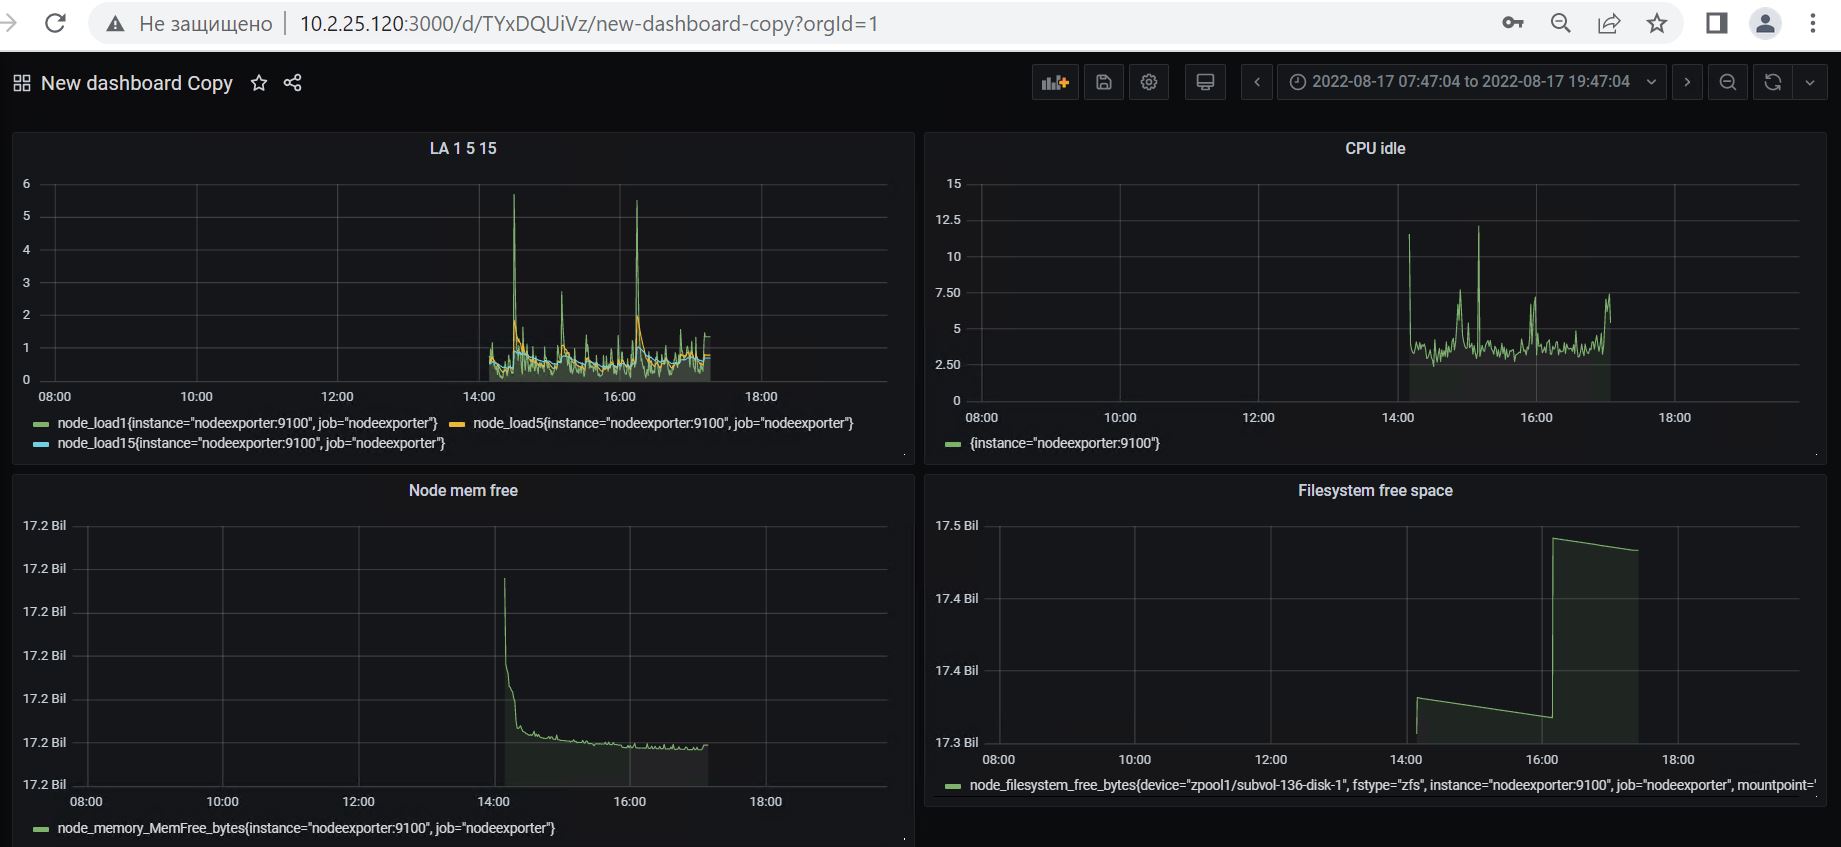 Не защищено 10.2.25.120:3000/d/TYxDQUiVz/new-dashboard-copy?orgId=1
New dashboard Copy 2022-08-17 07:47:04 to 2022-08-17 19:47:04
LA 1 5 15
6
5
4
3
2
1
0
08:00 10:00 12:00 14:00 16:00 18:00
node_load1{instance="nodeexporter:9100", job="nodeexporter"} node_load5{instance="nodeexporter:9100", job="nodeexporter"}
node_load15{instance="nodeexporter:9100", job="nodeexporter"}
CPU idle
15
12.5
10
7.50
5
2.50
0
08:00 10:00 12:00 14:00 16:00 18:00
{instance="nodeexporter:9100"}
Node mem free
17.2 Bil
17.2 Bil
17.2 Bil
17.2 Bil
17.2 Bil
17.2 Bil
17.2 Bil
08:00 10:00 12:00 14:00 16:00 18:00
node_memory_MemFree_bytes{instance="nodeexporter:9100", job="nodeexporter"}
Filesystem free space
17.5 Bil
17.4 Bil
17.4 Bil
17.3 Bil
08:00 10:00 12:00 14:00 16:00 18:00
node_filesystem_free_bytes{device="zpool1/subvol-136-disk-1", fstype="zfs", instance="nodeexporter:9100", job="nodeexporter", mountpoint="